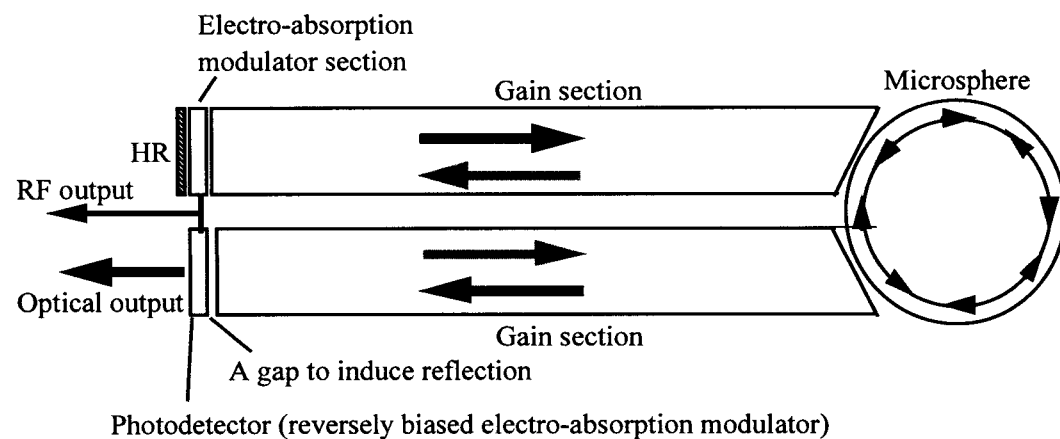 Electro-absorption
modulator section
Gain section
Microsphere
HR
RF output
Optical output
Gain section
A gap to induce reflection
Photodetector (reversely biased electro-absorption modulator)